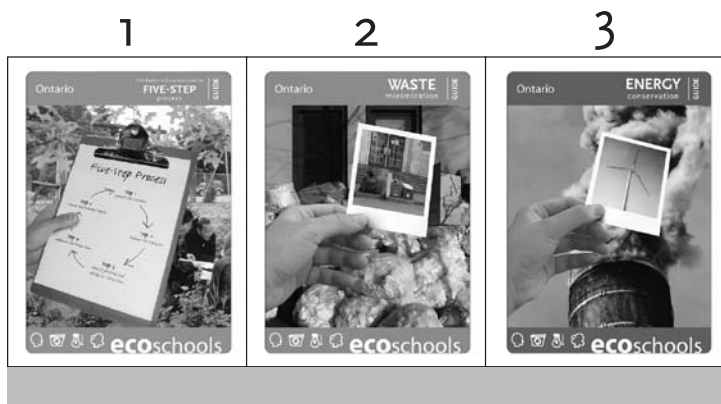 1 2 3
Ontario
FIVE-STEP
process
GUIDE
Five-Step Process
ecoschools
Ontario
WASTE
minimization
GUIDE
ecoschools
Ontario
ENERGY
conservation
GUIDE
ecoschools